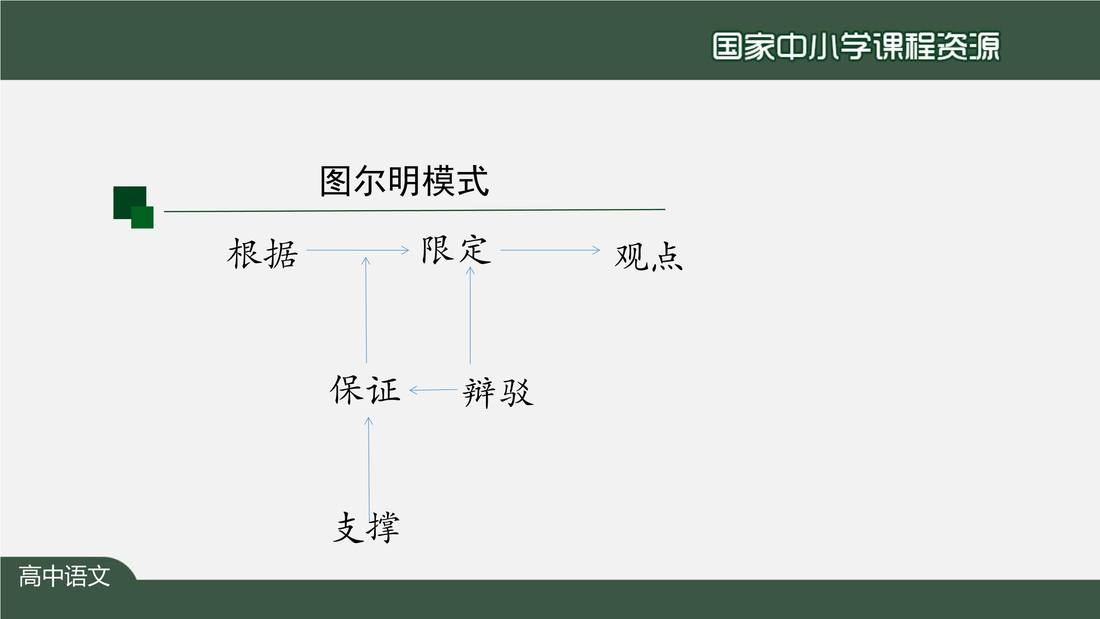 国家中小学课程资源
图尔明模式
根据 限定 观点
保证 辩驳
支撑
高中语文